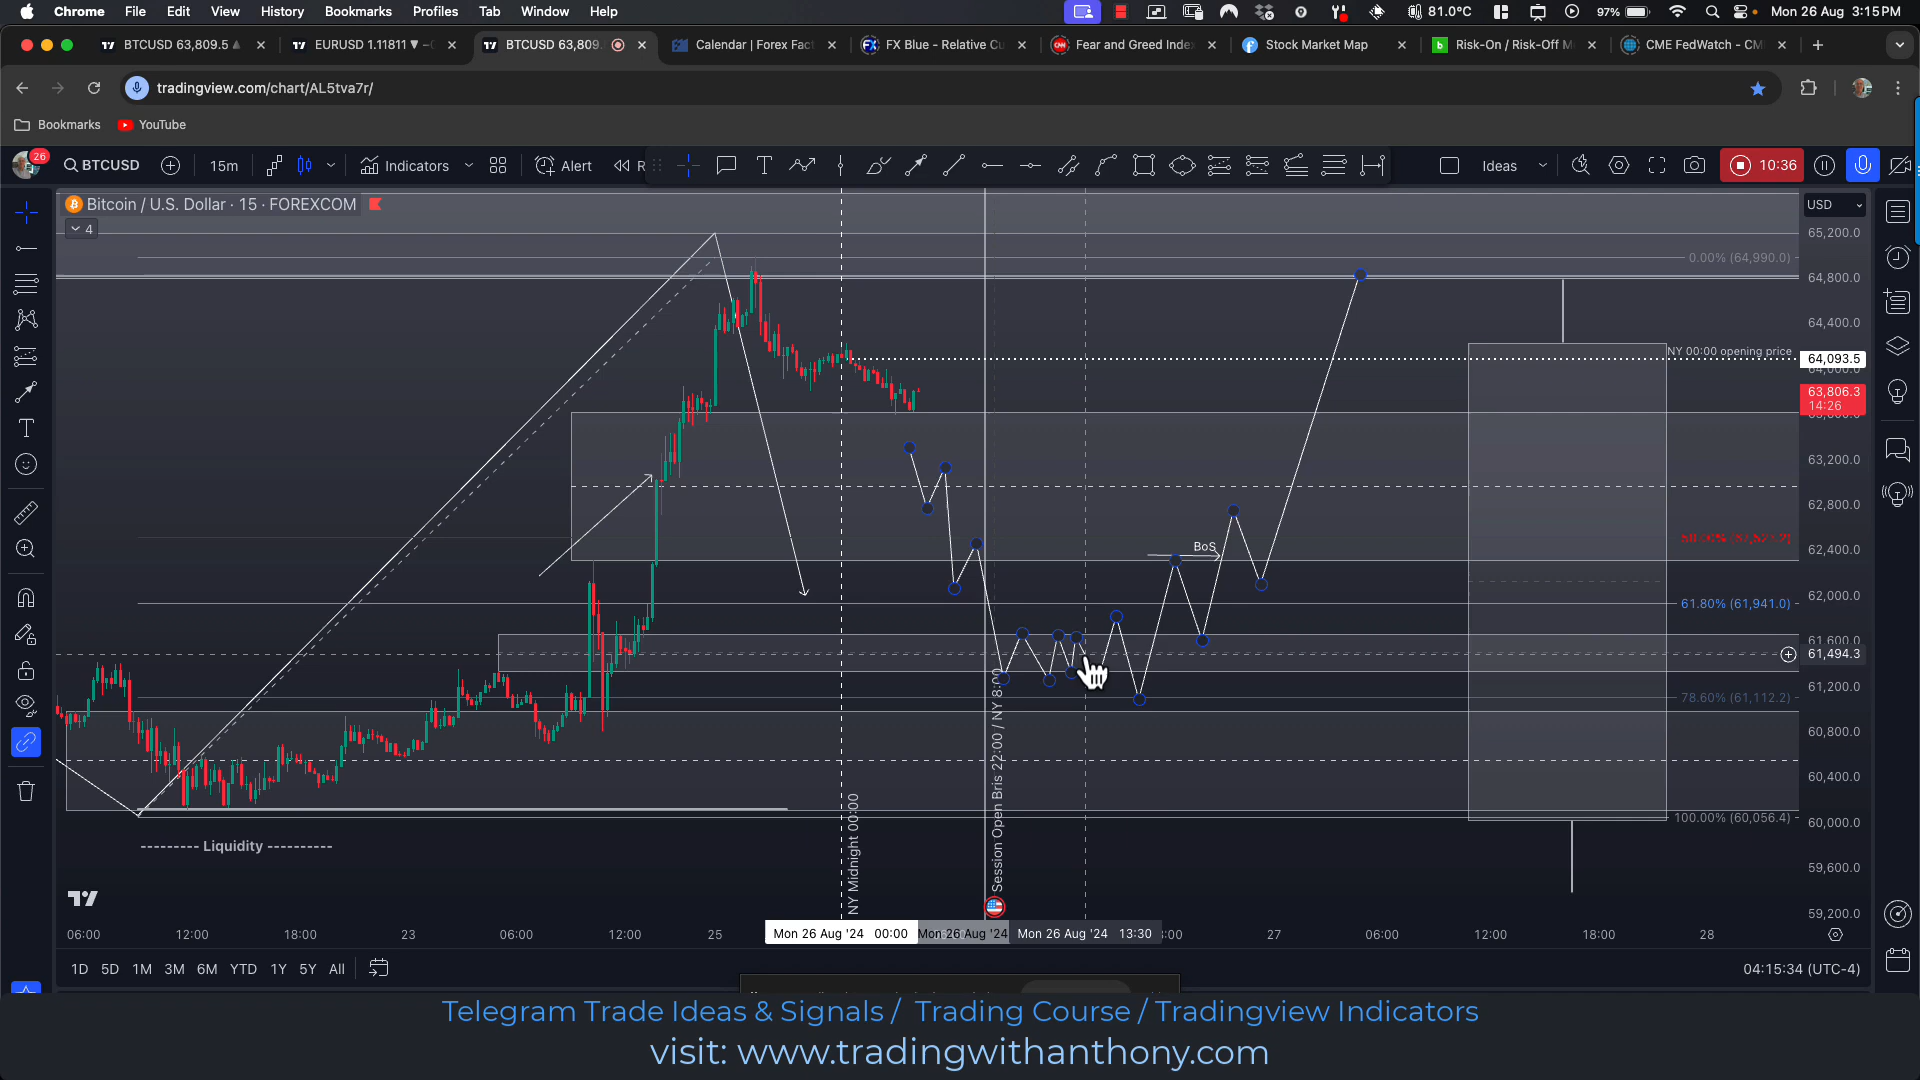 Chrome File Edit View History Bookmarks Profiles Tab Window Help 81.0°C 97% Mon 26 Aug 3:15 PM
BTCUSD 63,809.5 EURUSD 1.11811 BTCUSD 63,809. Calendar | Forex Fact FX Blue - Relative Cu Fear and Greed Index Stock Market Map Risk-On / Risk-Off M CME FedWatch - CM
tradingview.com/chart/AL5tva7r/
Bookmarks YouTube
26 BTCUSD 15m Indicators Alert R Ideas 10:36
Bitcoin / U.S. Dollar · 15 · FOREXCOM USD
4
65,200.0
0.00% (64,990.0)
64,800.0
64,400.0
NY 00:00 opening price
64,093.5
64,000.0
63,806.3
14:26
63,200.0
62,800.0
BoS
62,400.0
62,000.0
61.80% (61,941.0)
61,600.0
61,494.3
61,200.0
78.60% (61,112.2)
60,800.0
60,400.0
100.00% (60,056.4)
60,000.0
--------- Liquidity ----------
59,600.0
59,200.0
NY Midnight 00:00
Session Open Bris 22:00 / NY 8:00
06:00 12:00 18:00 23 06:00 12:00 25 Mon 26 Aug '24 00:00 Mon 26 Aug '24 Mon 26 Aug '24 13:30 27 06:00 12:00 18:00 28
1D 5D 1M 3M 6M YTD 1Y 5Y All 04:15:34 (UTC-4)
Telegram Trade Ideas & Signals / Trading Course / Tradingview Indicators
visit: www.tradingwithanthony.com